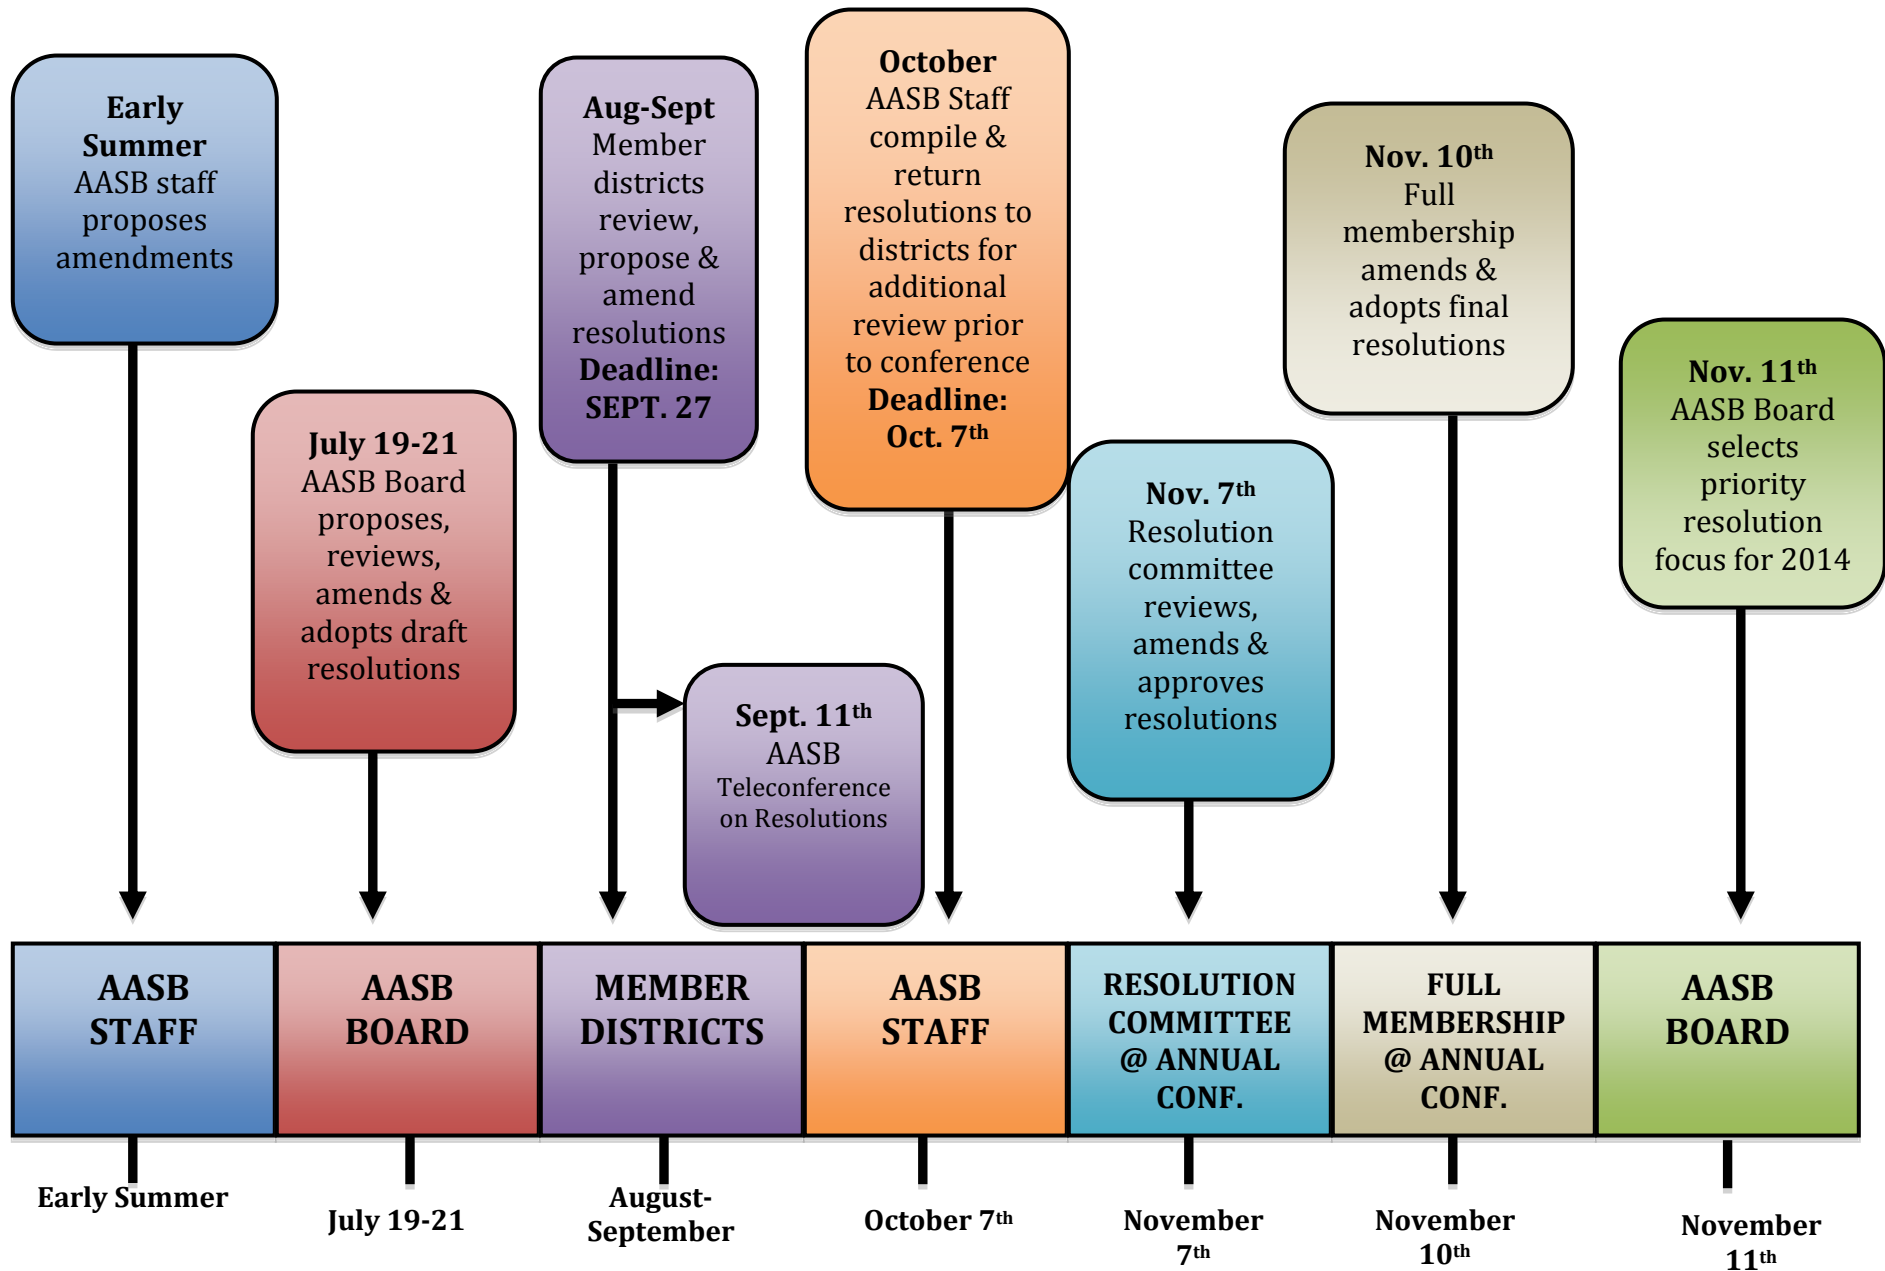 Early
Summer
AASB staff
proposes
amendments
July 19-21
AASB Board
proposes,
reviews,
amends &
adopts draft
resolutions
Aug-Sept
Member
districts
review,
propose &
amend
resolutions
Deadline:
SEPT. 27
Sept. 11th
AASB
Teleconference
on Resolutions
October
AASB Staff
compile &
return
resolutions to
districts for
additional
review prior
to conference
Deadline:
Oct. 7th
Nov. 7th
Resolution
committee
reviews,
amends &
approves
resolutions
Nov. 10th
Full
membership
amends &
adopts final
resolutions
Nov. 11th
AASB Board
selects
priority
resolution
focus for 2014
AASB
STAFF
AASB
BOARD
MEMBER
DISTRICTS
AASB
STAFF
RESOLUTION
COMMITTEE
@ ANNUAL
CONF.
FULL
MEMBERSHIP
@ ANNUAL
CONF.
AASB
BOARD
Early Summer
July 19-21
August-
September
October 7th
November
7th
November
10th
November
11th